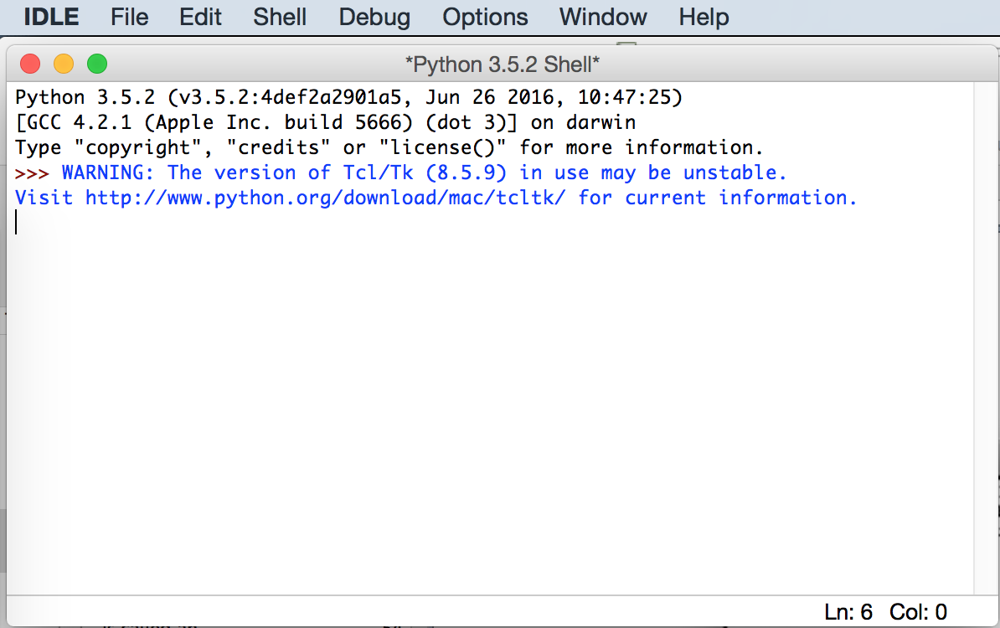 IDLE File Edit Shell Debug Options Window Help
*Python 3.5.2 Shell*
Python 3.5.2 (v3.5.2:4def2a2901a5, Jun 26 2016, 10:47:25)
[GCC 4.2.1 (Apple Inc. build 5666) (dot 3)] on darwin
Type "copyright", "credits" or "license()" for more information.
>>> WARNING: The version of Tcl/Tk (8.5.9) in use may be unstable.
Visit http://www.python.org/download/mac/tcltk/ for current information.
Ln: 6 Col: 0